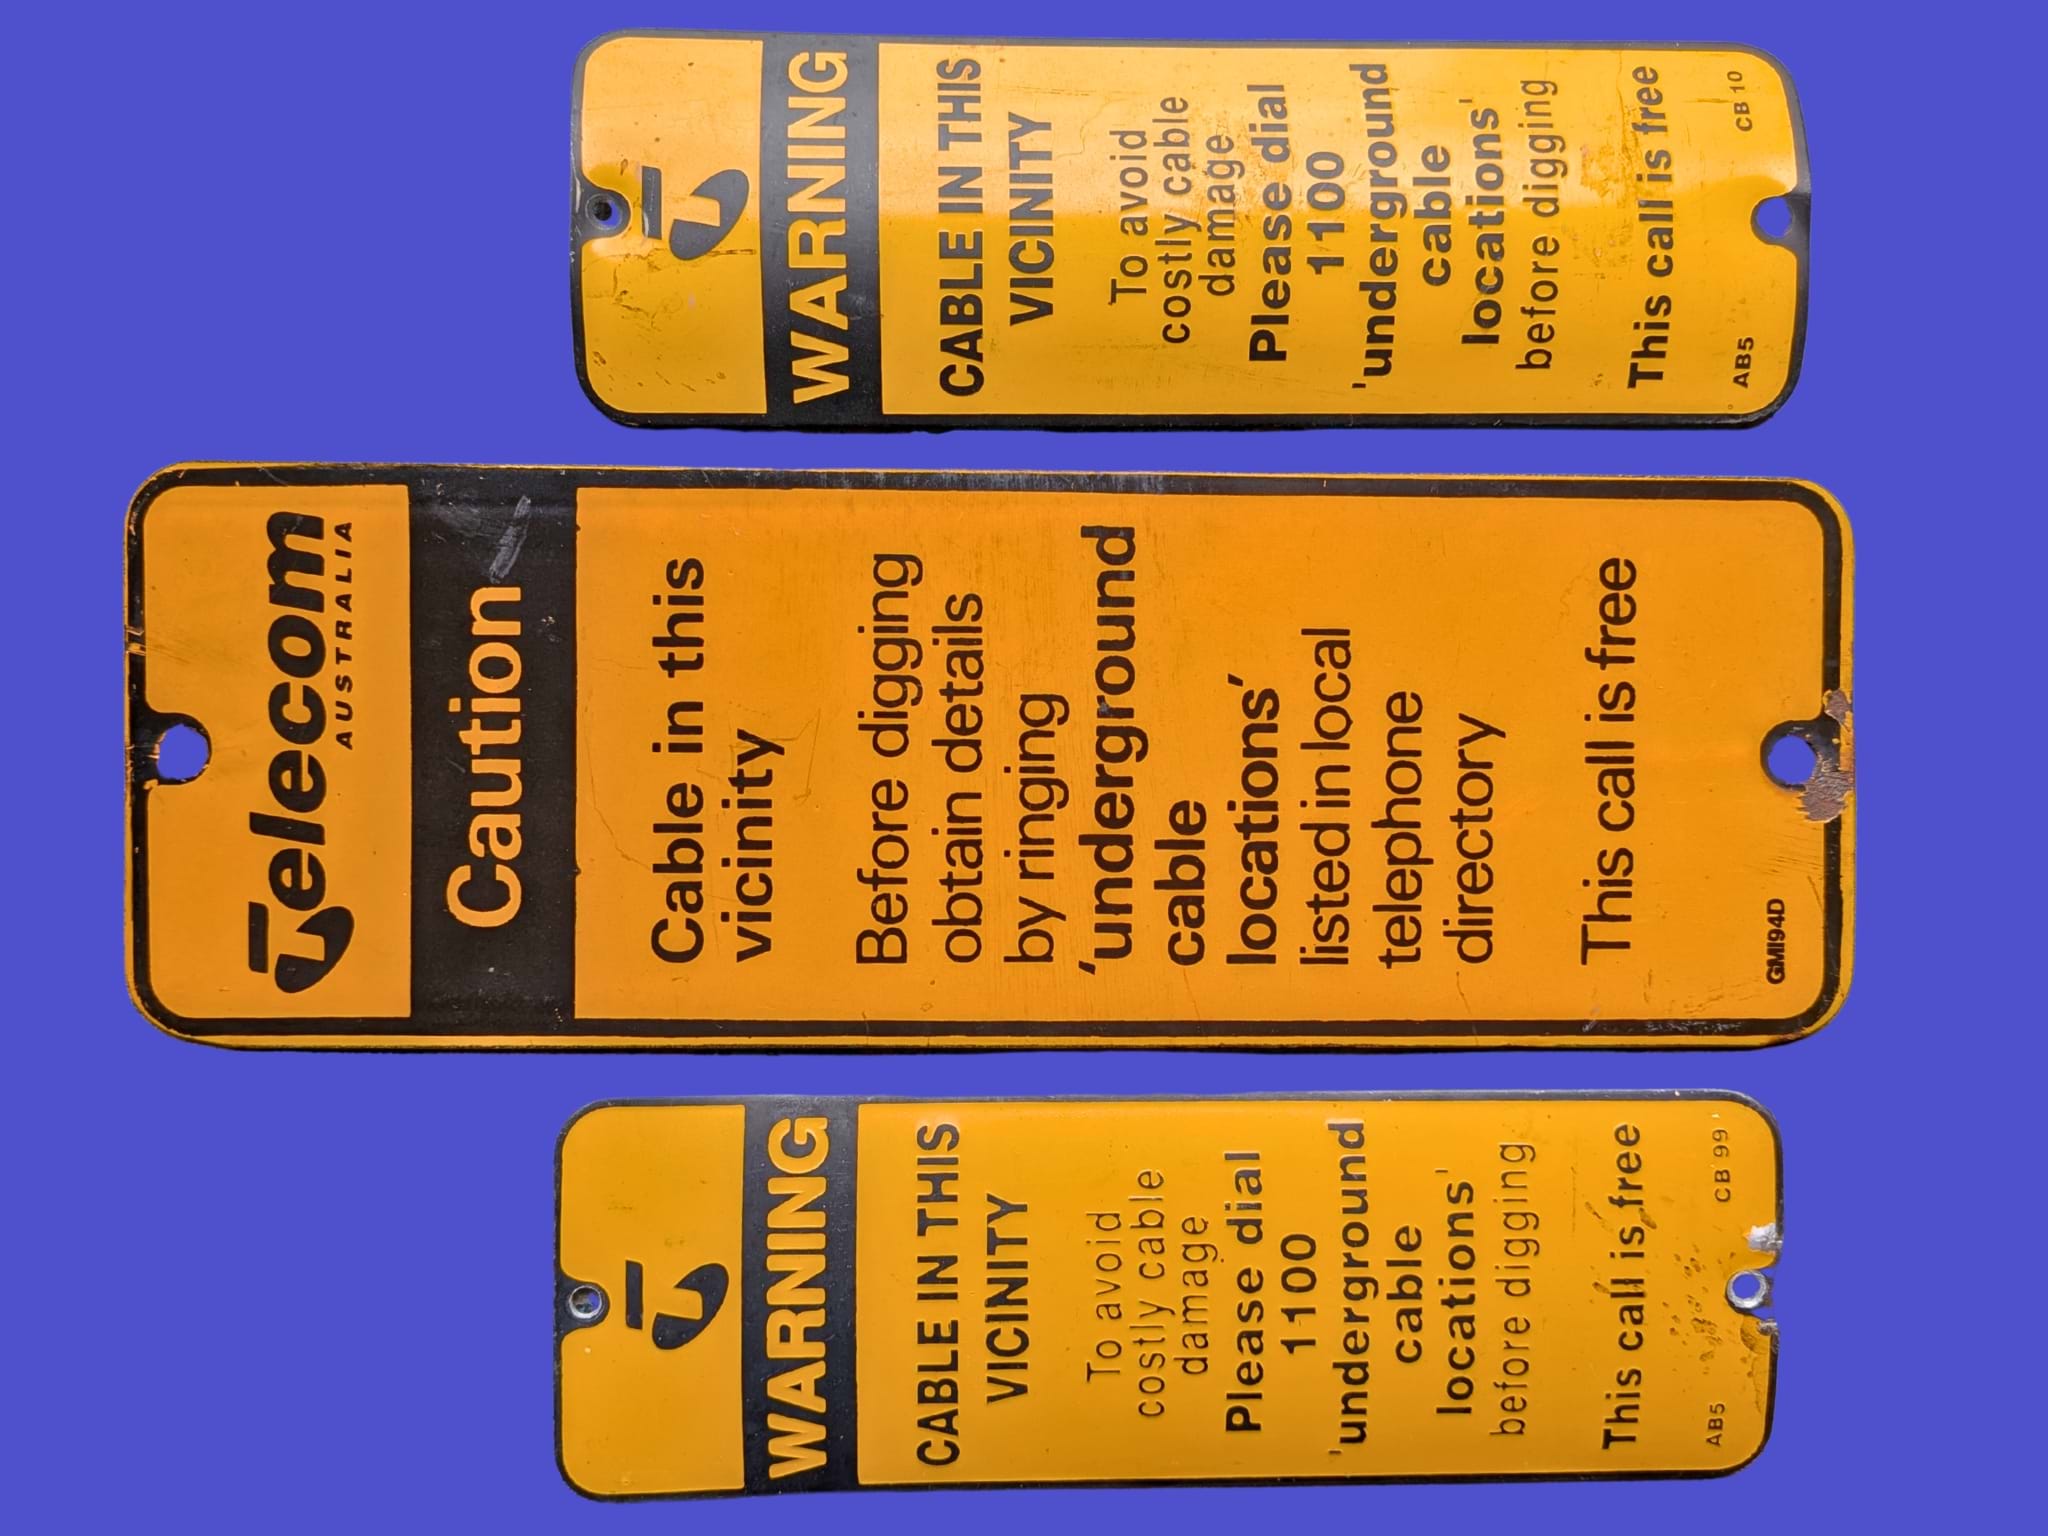 WARNING
CABLE IN THIS
VICINITY
To avoid
costly cable
damage
Please dial
1100
'underground
cable
locations'
before digging
This call is free
AB5 CB 10
Telecom
AUSTRALIA
Caution
Cable in this
vicinity
Before digging
obtain details
by ringing
‘underground
cable
locations’
listed in local
telephone
directory
This call is free
GMI194D
WARNING
CABLE IN THIS
VICINITY
To avoid
costly cable
damage
Please dial
1100
'underground
cable
locations'
before digging
This call is free
AB5 CB 99